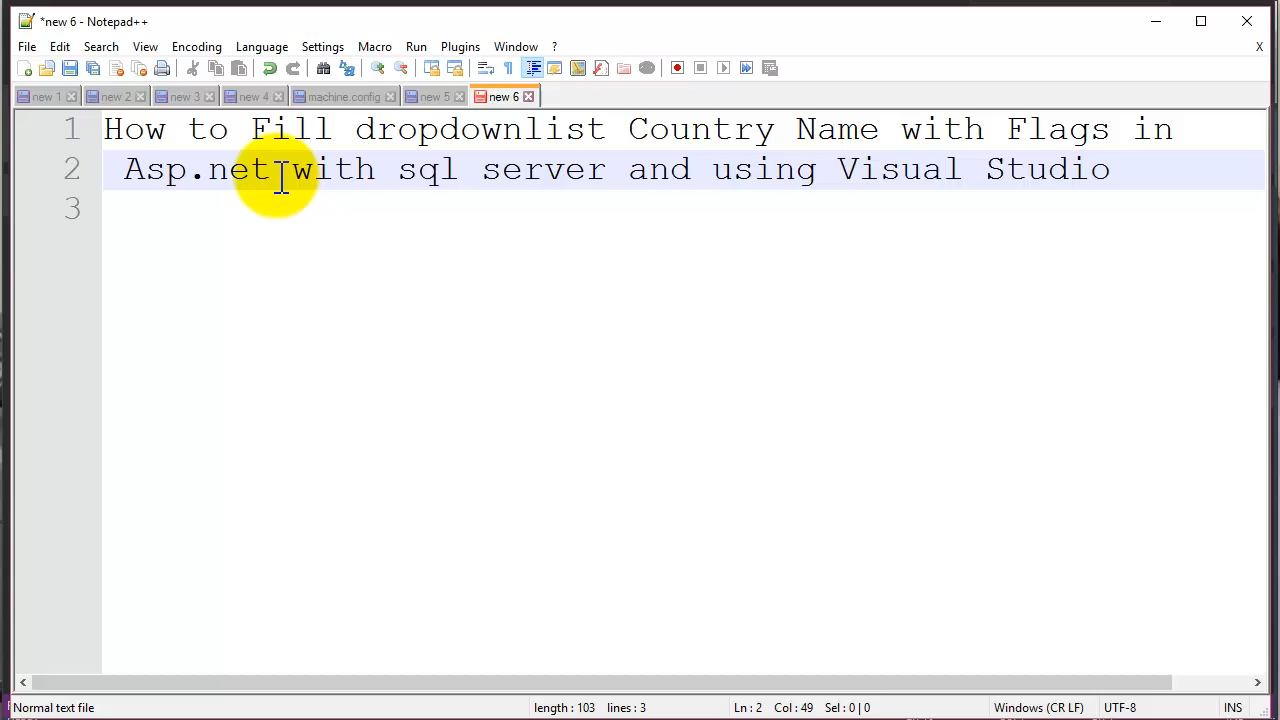 *new 6 - Notepad++
File Edit Search View Encoding Language Settings Macro Run Plugins Window ? X
new 1 new 2 new 3 new 4 machine.config new 5 new 6
1 How to Fill dropdownlist Country Name with Flags in
2 Asp.net with sql server and using Visual Studio
3
Normal text file length : 103 lines : 3 Ln : 2 Col : 49 Sel : 0 | 0 Windows (CR LF) UTF-8 INS